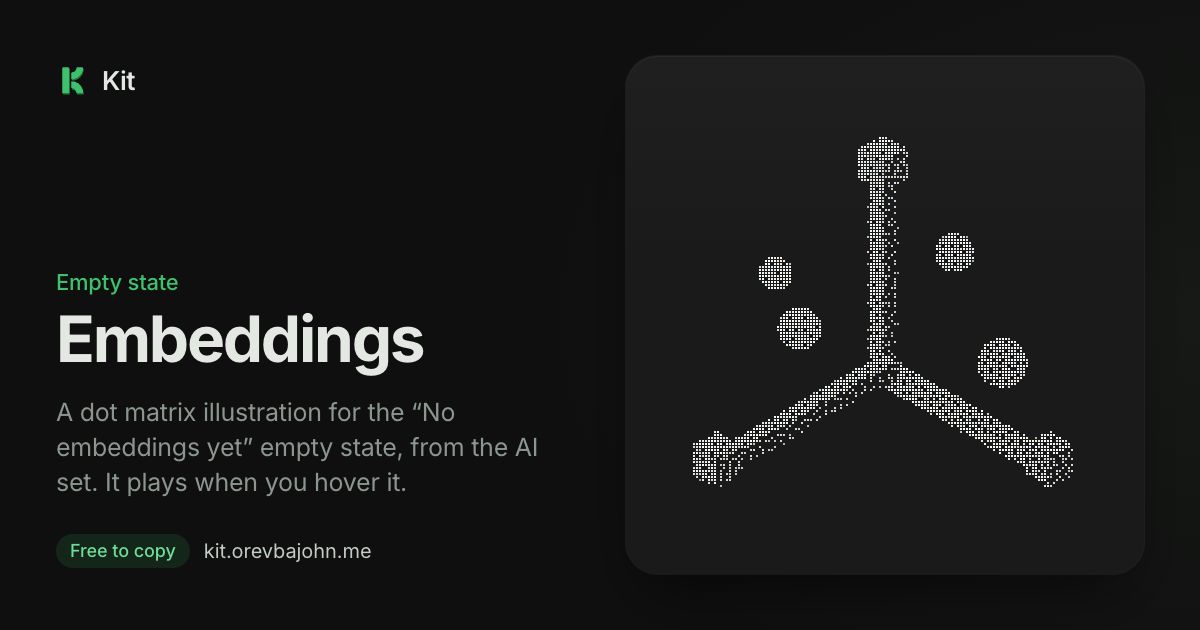 Kit
Empty state
Embeddings
A dot matrix illustration for the “No
embeddings yet” empty state, from the AI
set. It plays when you hover it.
Free to copy
kit.orevbajohn.me